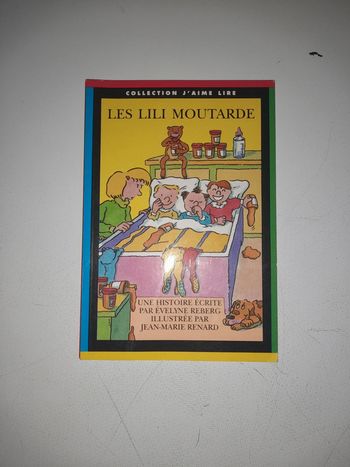 COLLECTION J'AIME LIRE
LES LILI MOUTARDE
UNE HISTOIRE ÉCRITE
PAR ÉVELYNE REBERG
ILLUSTRÉE PAR
JEAN-MARIE RENARD